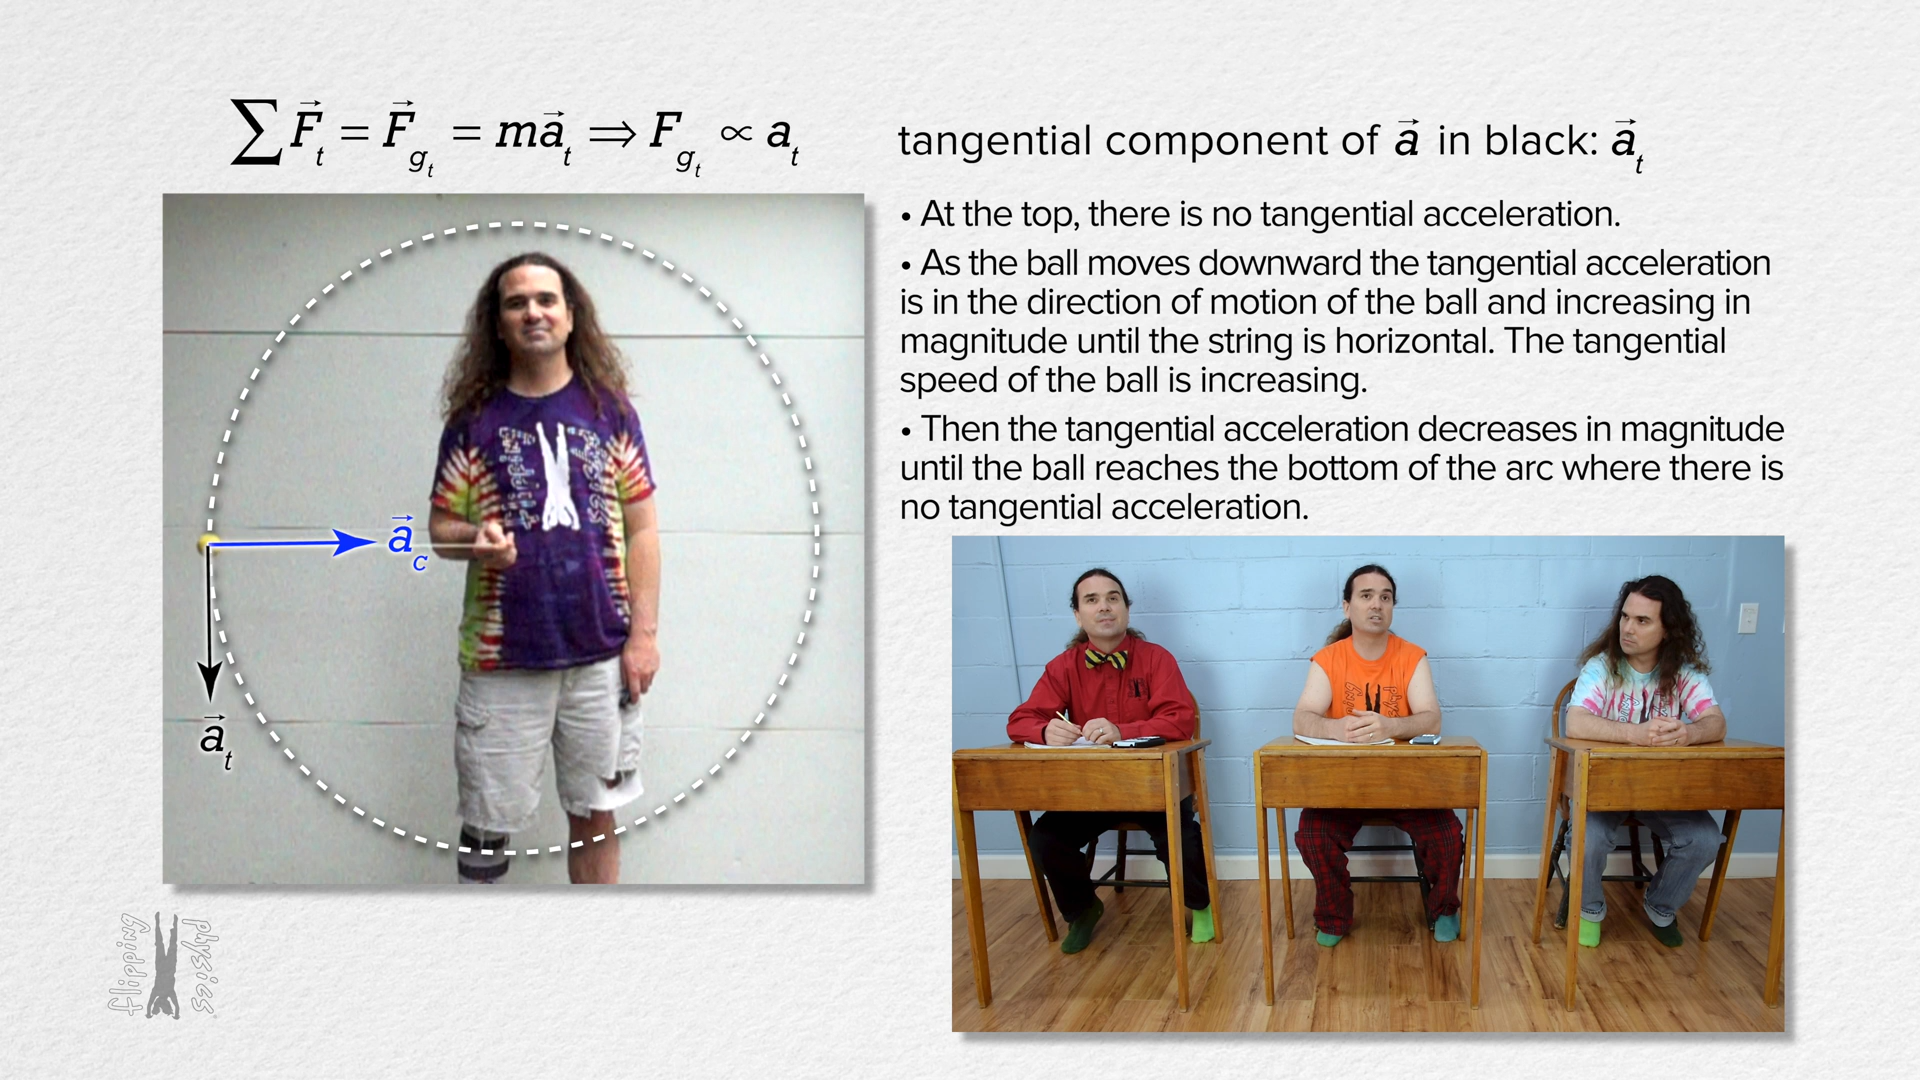 ∑F⃗ₜ = F⃗gₜ = ma⃗ₜ ⇒ Fgₜ ∝ aₜ
tangential component of a⃗ in black: a⃗ₜ
• At the top, there is no tangential acceleration.
• As the ball moves downward the tangential acceleration
is in the direction of motion of the ball and increasing in
magnitude until the string is horizontal. The tangential
speed of the ball is increasing.
• Then the tangential acceleration decreases in magnitude
until the ball reaches the bottom of the arc where there is
no tangential acceleration.
a⃗c
a⃗ₜ
flipping
physics